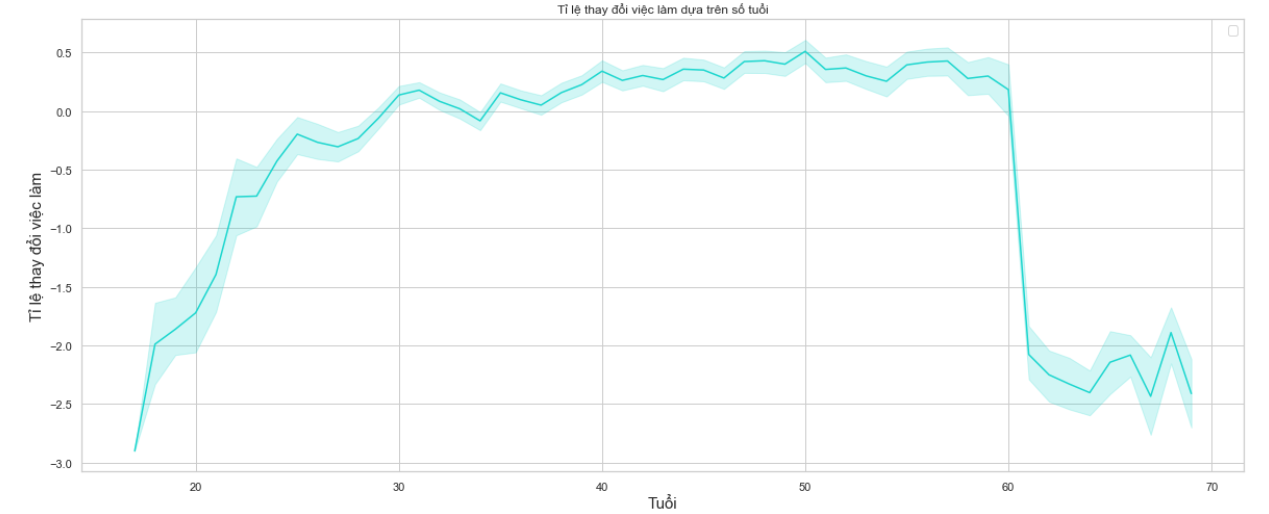 Tỉ lệ thay đổi việc làm dựa trên số tuổi
Tỉ lệ thay đổi việc làm
0.5
0.0
−0.5
−1.0
−1.5
−2.0
−2.5
−3.0
20 30 40 50 60 70
Tuổi